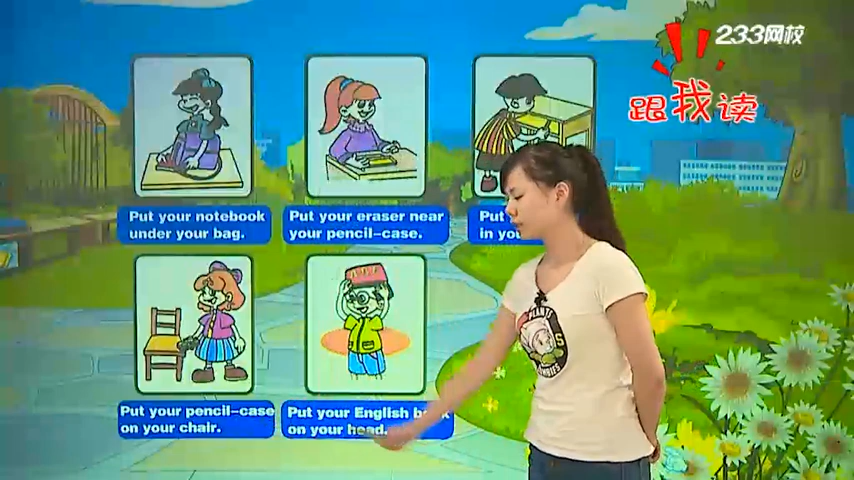 233网校
跟我读
Put your notebook
under your bag.
Put your eraser near
your pencil-case.
Put
in
Put your pencil-case
on your chair.
Put your English
on your head.